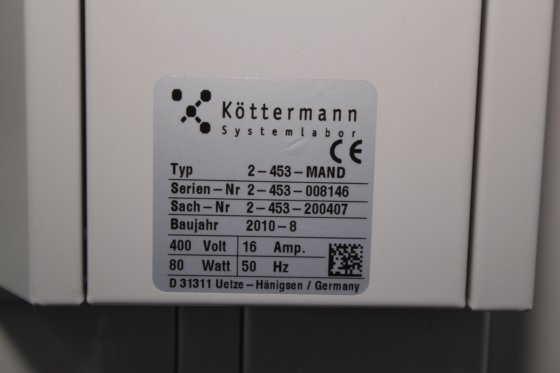 Köttermann
Systemlabor
CE
Typ 2-453-MAND
Serien-Nr 2-453-008146
Sach-Nr 2-453-200407
Baujahr 2010-8
400 Volt 16 Amp.
80 Watt 50 Hz
D 31311 Uetze-Hänigsen / Germany